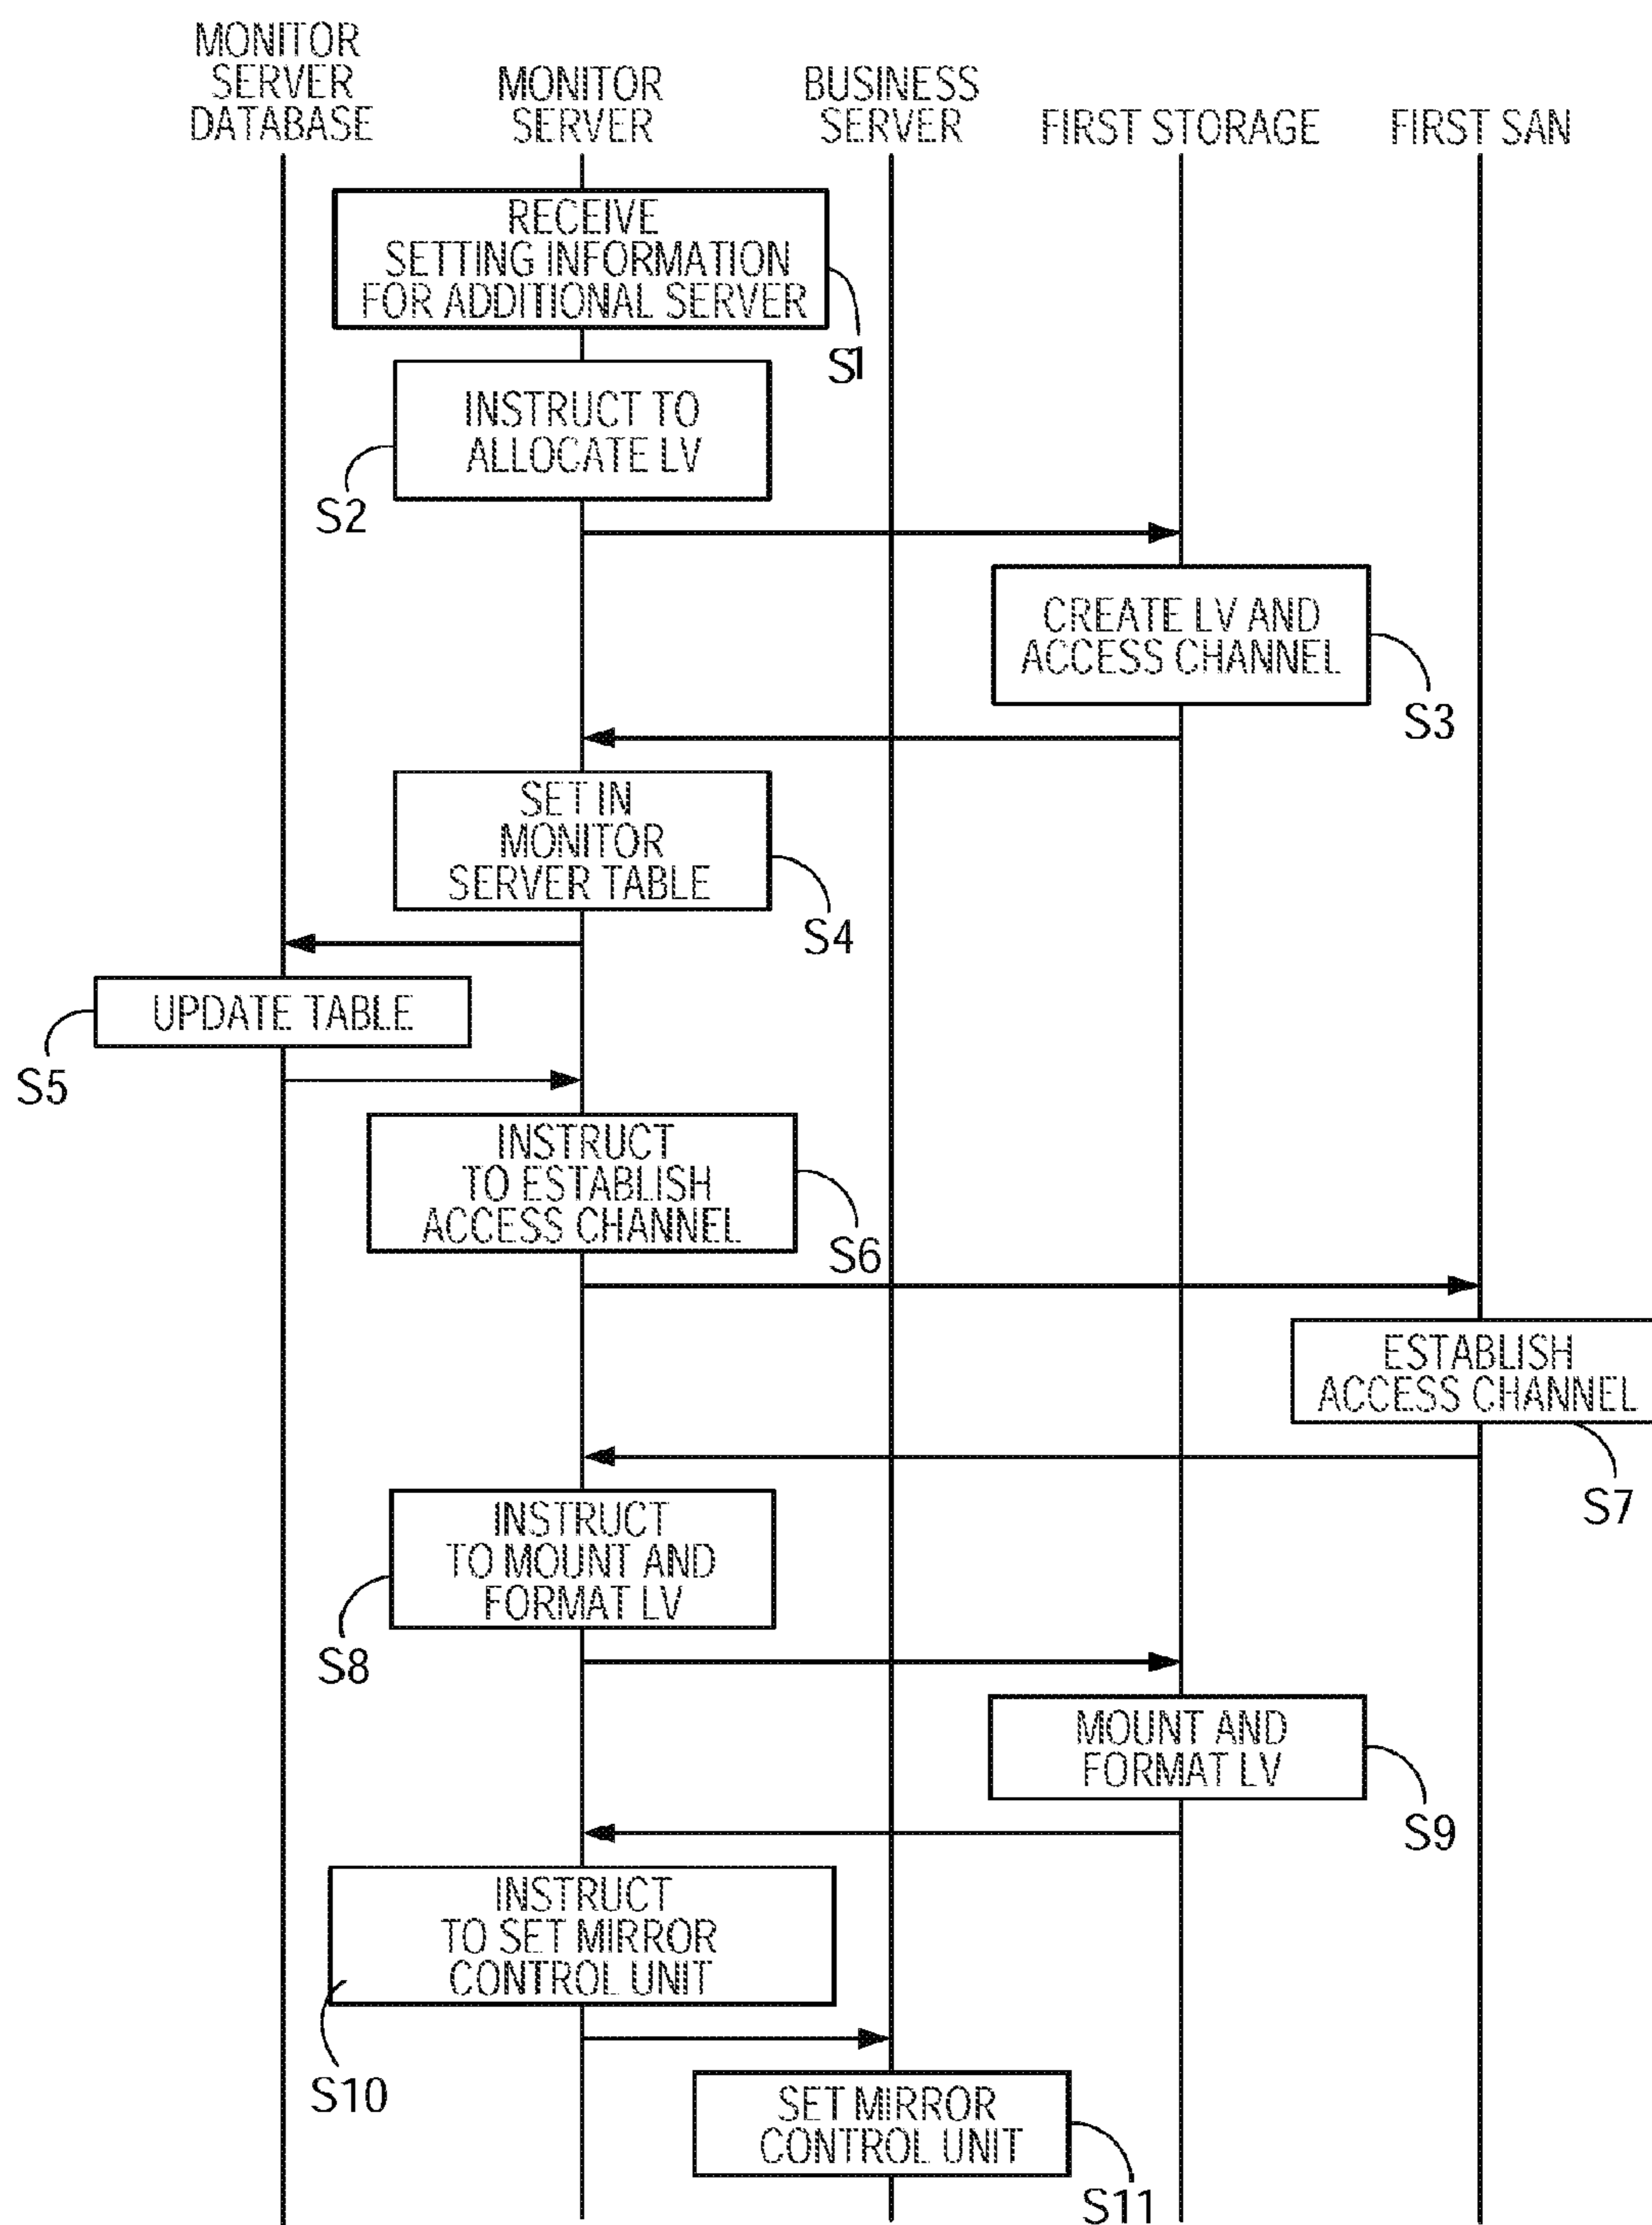 MONITOR
SERVER
DATABASE
MONITOR
SERVER
BUSINESS
SERVER
FIRST STORAGE
FIRST SAN
RECEIVE
SETTING INFORMATION
FOR ADDITIONAL SERVER
S1
INSTRUCT TO
ALLOCATE LV
S2
CREATE LV AND
ACCESS CHANNEL
S3
SET IN
MONITOR
SERVER TABLE
S4
UPDATE TABLE
S5
INSTRUCT
TO ESTABLISH
ACCESS CHANNEL
S6
ESTABLISH
ACCESS CHANNEL
S7
INSTRUCT
TO MOUNT AND
FORMAT LV
S8
MOUNT AND
FORMAT LV
S9
INSTRUCT
TO SET MIRROR
CONTROL UNIT
S10
SET MIRROR
CONTROL UNIT
S11